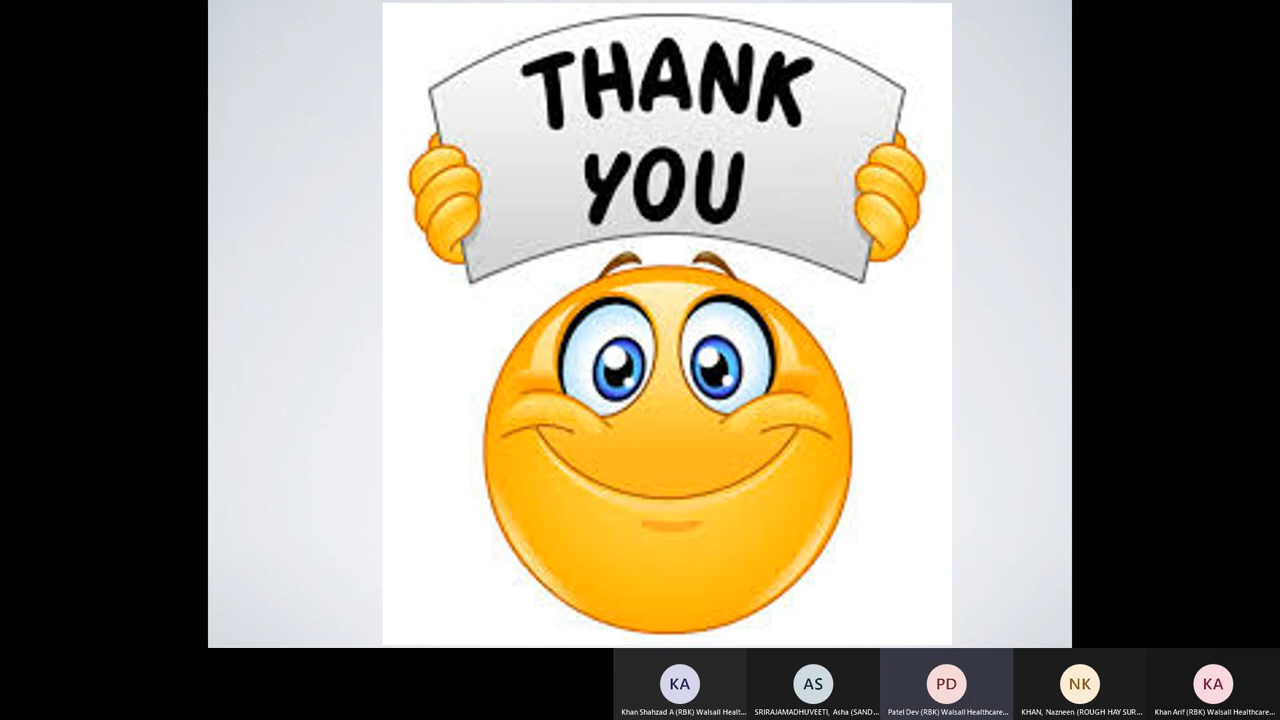 THANK
YOU
KA
AS
PD
NK
KA
Khan Shahzad A (RBK) Walsall Healt...
SRIRAJAMADHUVEETI, Asha (SAND...
Patel Dev (RBK) Walsall Healthcare...
KHAN, Nazneen (ROUGH HAY SUR...
Khan Arif (RBK) Walsall Healthcare...